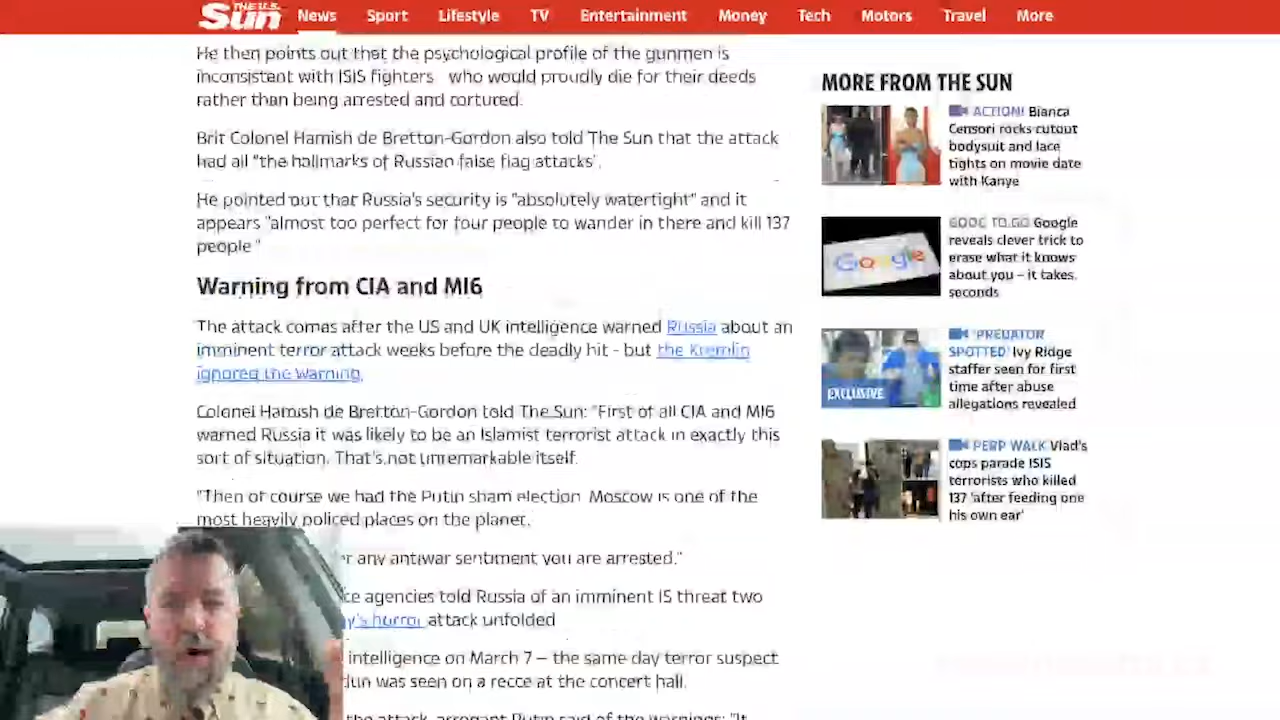 THE U.S.
Sun
News Sport Lifestyle TV Entertainment Money Tech Motors Travel More
He then points out that the psychological profile of the gunmen is
inconsistent with ISIS fighters who would proudly die for their deeds
rather than being arrested and tortured.
Brit Colonel Hamish de Bretton-Gordon also told The Sun that the attack
had all "the hallmarks of Russian false flag attacks'.
He pointed out that Russia's security is "absolutely watertight" and it
appears "almost too perfect for four people to wander in there and kill 137
people"
Warning from CIA and MI6
The attack comes after the US and UK intelligence warned Russia about an
imminent terror attack weeks before the deadly hit - but the Kremlin
ignored the warning.
Colonel Hamish de Bretton-Gordon told The Sun: "First of all CIA and MI6
warned Russia it was likely to be an Islamist terrorist attack in exactly this
sort of situation. That's not unremarkable itself.
"Then of course we had the Putin sham election. Moscow is one of the
most heavily policed places on the planet.
any antiwar sentiment you are arrested."
agencies told Russia of an imminent IS threat two
horror attack unfolded
intelligence on March 7 – the same day terror suspect
was seen on a recce at the concert hall.
the attack, arrogant Putin said of the warnings: "It
MORE FROM THE SUN
ACTION! Bianca
Censori rocks cutout
bodysuit and lace
tights on movie date
with Kanye
GOOG TO GO Google
reveals clever trick to
erase what it knows
about you – it takes
seconds
Google
'PREDATOR
SPOTTED' Ivy Ridge
staffer seen for first
time after abuse
allegations revealed
EXCLUSIVE
PERP WALK Vlad's
cops parade ISIS
terrorists who killed
137 'after feeding one
his own ear'